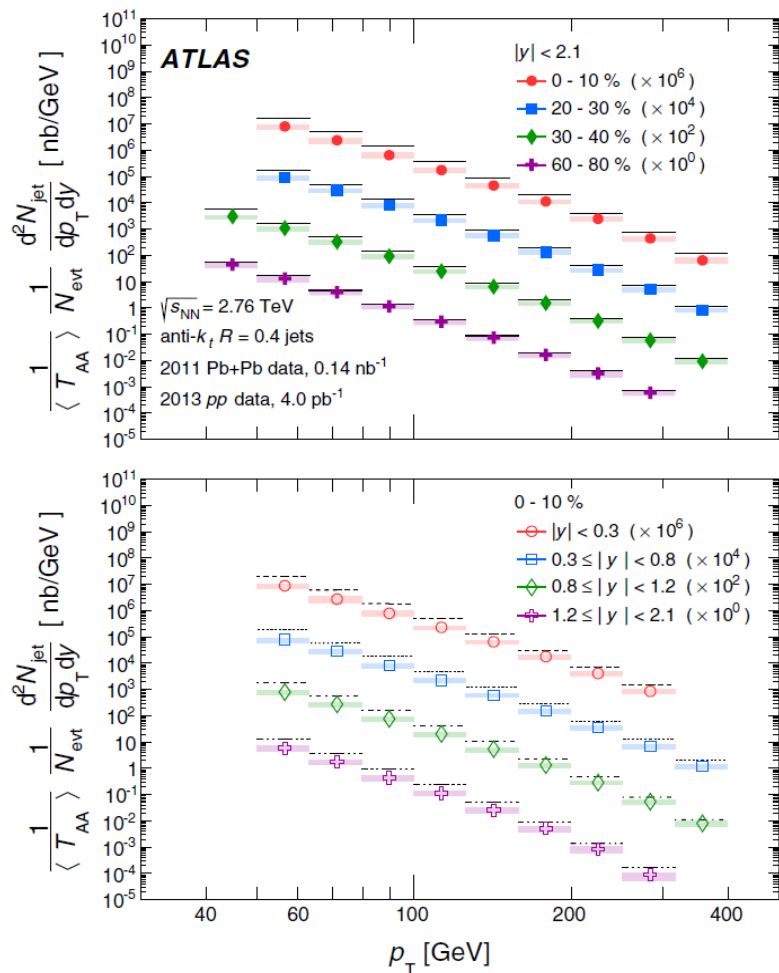 ATLAS
|y| < 2.1
0 - 10 % (× 10⁶)
20 - 30 % (× 10⁴)
30 - 40 % (× 10²)
60 - 80 % (× 10⁰)
√s_NN = 2.76 TeV
anti-k_t R = 0.4 jets
2011 Pb+Pb data, 0.14 nb⁻¹
2013 pp data, 4.0 pb⁻¹
1/⟨T_AA⟩ 1/N_evt d²N_jet/dp_T dy [ nb/GeV ]
10¹¹
10¹⁰
10⁹
10⁸
10⁷
10⁶
10⁵
10⁴
10³
10²
10
1
10⁻¹
10⁻²
10⁻³
10⁻⁴
10⁻⁵
0 - 10 %
|y| < 0.3 (× 10⁶)
0.3 ≤ | y | < 0.8 (× 10⁴)
0.8 ≤ | y | < 1.2 (× 10²)
1.2 ≤ | y | < 2.1 (× 10⁰)
1/⟨T_AA⟩ 1/N_evt d²N_jet/dp_T dy [ nb/GeV ]
10¹¹
10¹⁰
10⁹
10⁸
10⁷
10⁶
10⁵
10⁴
10³
10²
10
1
10⁻¹
10⁻²
10⁻³
10⁻⁴
10⁻⁵
40 60 100 200 400
p_T [GeV]